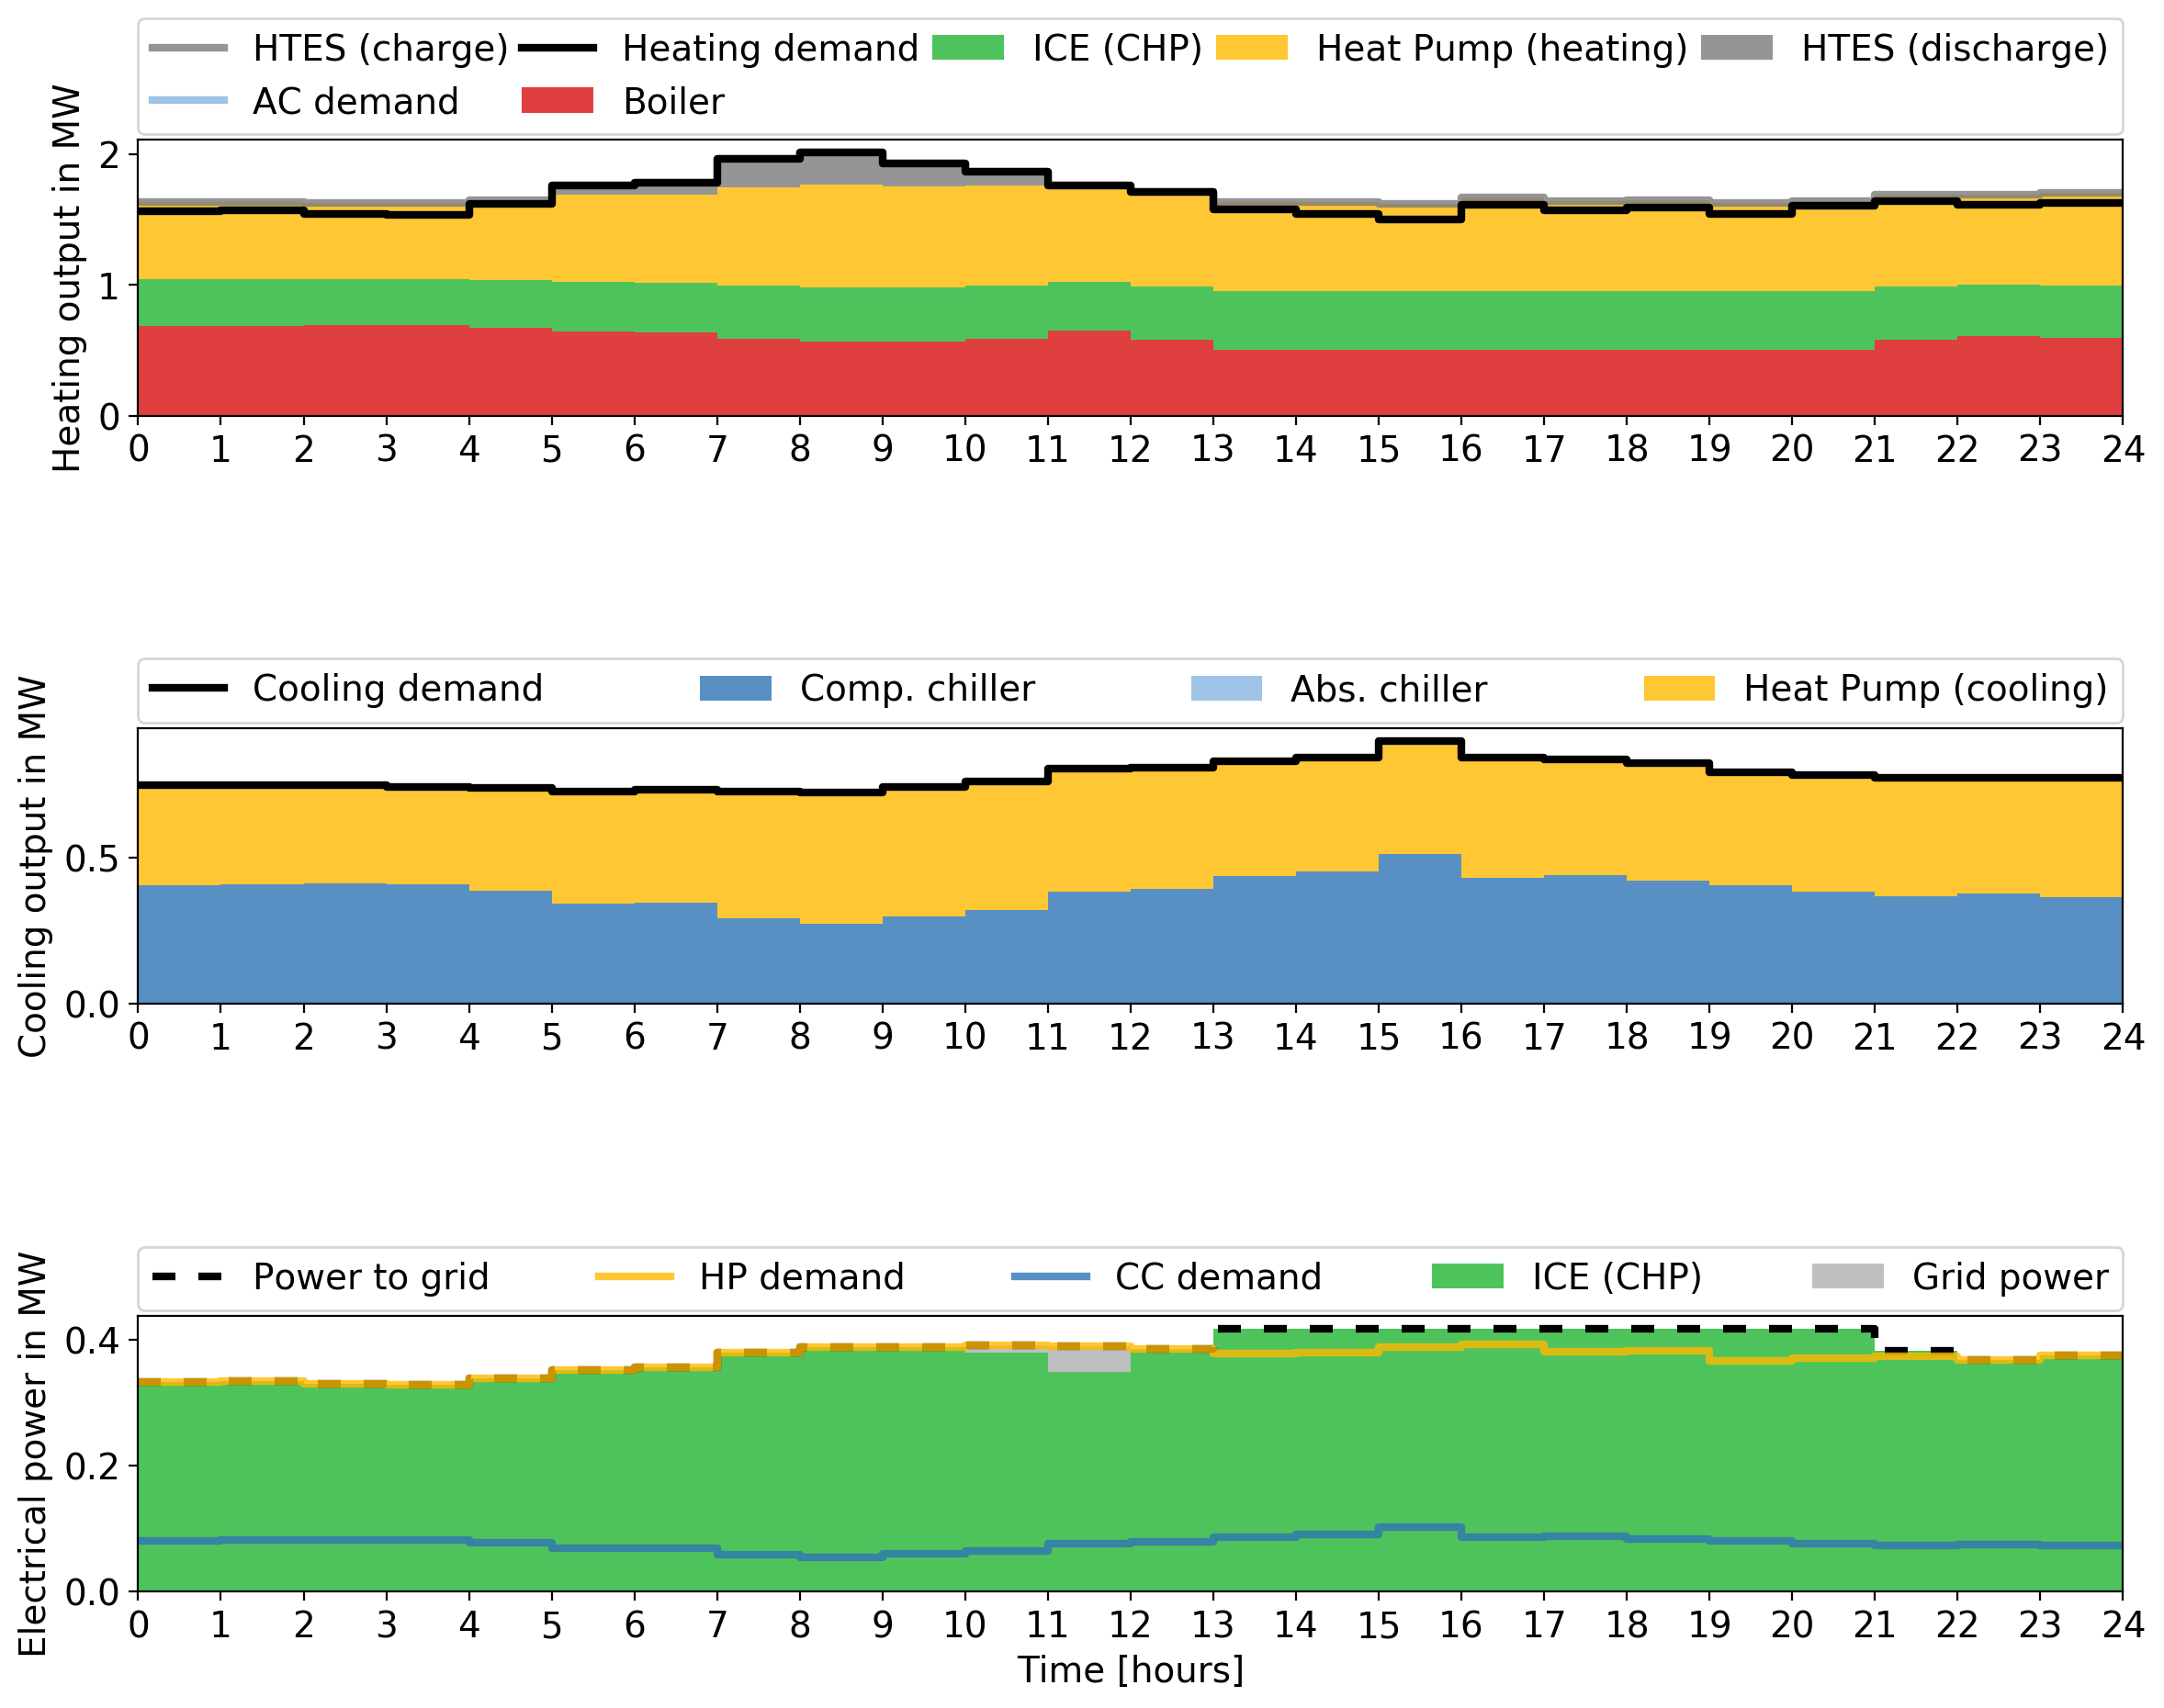 HTES (charge) Heating demand ICE (CHP) Heat Pump (heating) HTES (discharge)
AC demand Boiler
Heating output in MW
2
1
0
0 1 2 3 4 5 6 7 8 9 10 11 12 13 14 15 16 17 18 19 20 21 22 23 24
Cooling demand Comp. chiller Abs. chiller Heat Pump (cooling)
Cooling output in MW
0.5
0.0
0 1 2 3 4 5 6 7 8 9 10 11 12 13 14 15 16 17 18 19 20 21 22 23 24
Power to grid HP demand CC demand ICE (CHP) Grid power
Electrical power in MW
0.4
0.2
0.0
0 1 2 3 4 5 6 7 8 9 10 11 12 13 14 15 16 17 18 19 20 21 22 23 24
Time [hours]